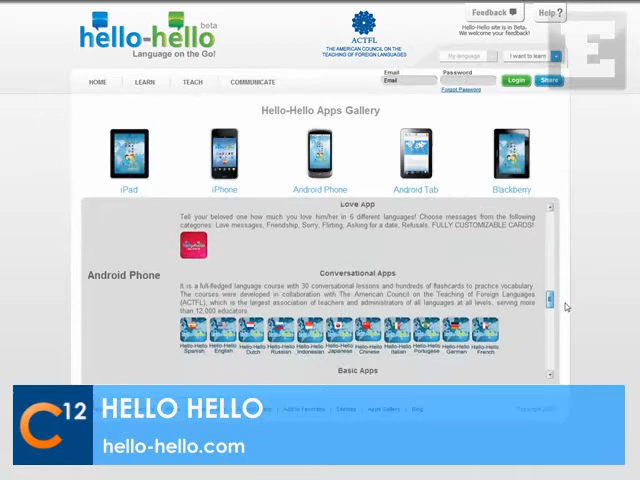 hello-hello beta
Language on the Go!
ACTFL
THE AMERICAN COUNCIL ON THE
TEACHING OF FOREIGN LANGUAGES
Feedback
Help ?
Hello-Hello site is in Beta.
We welcome your feedback!
My language
I want to learn
E
HOME LEARN TEACH COMMUNICATE
Email Password
Email
Login Share
Forgot Password
Hello-Hello Apps Gallery
iPad iPhone Android Phone Android Tab Blackberry
Love App
Tell your beloved one how much you love him/her in 6 different languages! Choose messages from the following
categories: Love messages, Friendship, Sorry, Flirting, Asking for a date, Refusals. FULLY CUSTOMIZABLE CARDS!
Android Phone
Conversational Apps
It is a full-fledged language course with 30 conversational lessons and hundreds of flashcards to practice vocabulary.
The courses were developed in collaboration with The American Council on the Teaching of Foreign Languages
(ACTFL), which is the largest association of teachers and administrators of all languages at all levels, serving more
than 12,000 educators.
Hello-Hello Hello-Hello Hello-Hello Hello-Hello Hello-Hello Hello-Hello Hello-Hello Hello-Hello Hello-Hello Hello-Hello Hello-Hello
Spanish English Dutch Russian Indonesian Japanese Chinese Italian Portugese German French
Basic Apps
Add to Favorites | Sitemap | Apps Gallery | Blog
Copyright
C12
HELLO HELLO
hello-hello.com